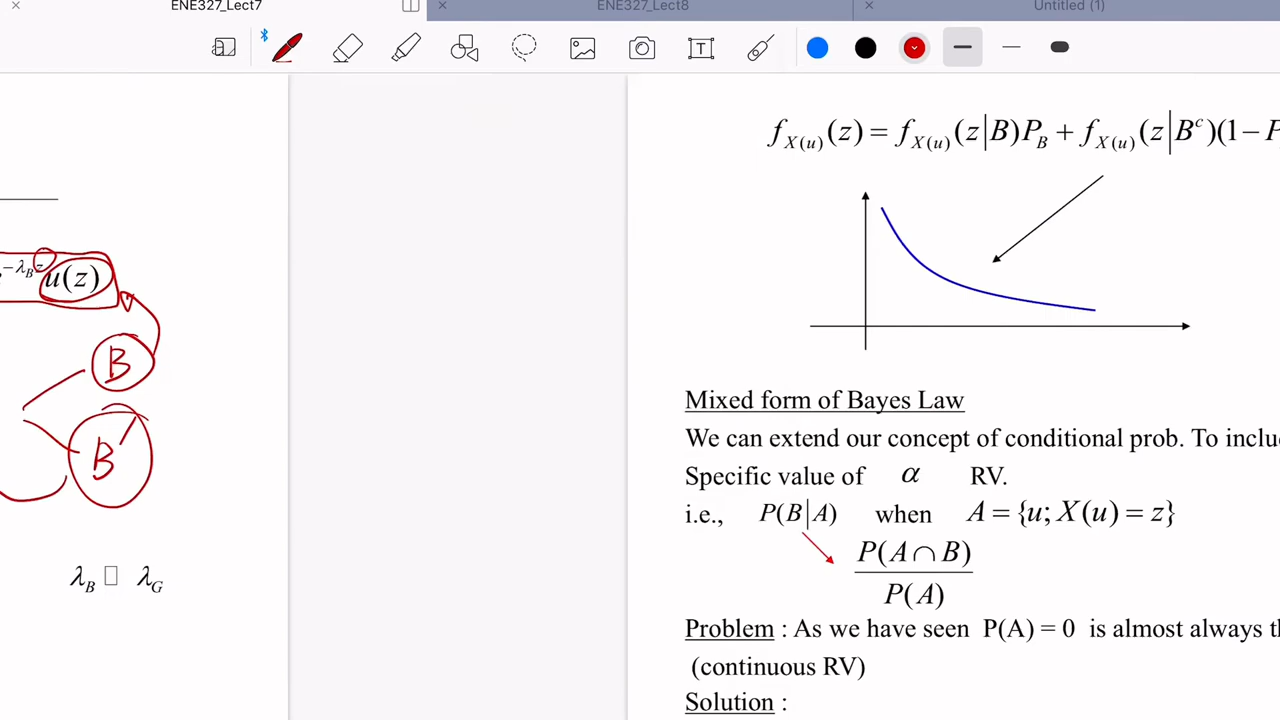 ENE327_Lect7
ENE327_Lect8
Untitled (1)
T
e^{-λ_B z} u(z)
B
B'
λ_B □ λ_G
f_{X(u)}(z) = f_{X(u)}(z|B)P_B + f_{X(u)}(z|B^c)(1 − P
Mixed form of Bayes Law
We can extend our concept of conditional prob. To inclu
Specific value of α RV.
i.e., P(B|A) when A = {u; X(u) = z}
P(A ∩ B)
P(A)
Problem : As we have seen P(A) = 0 is almost always th
(continuous RV)
Solution :